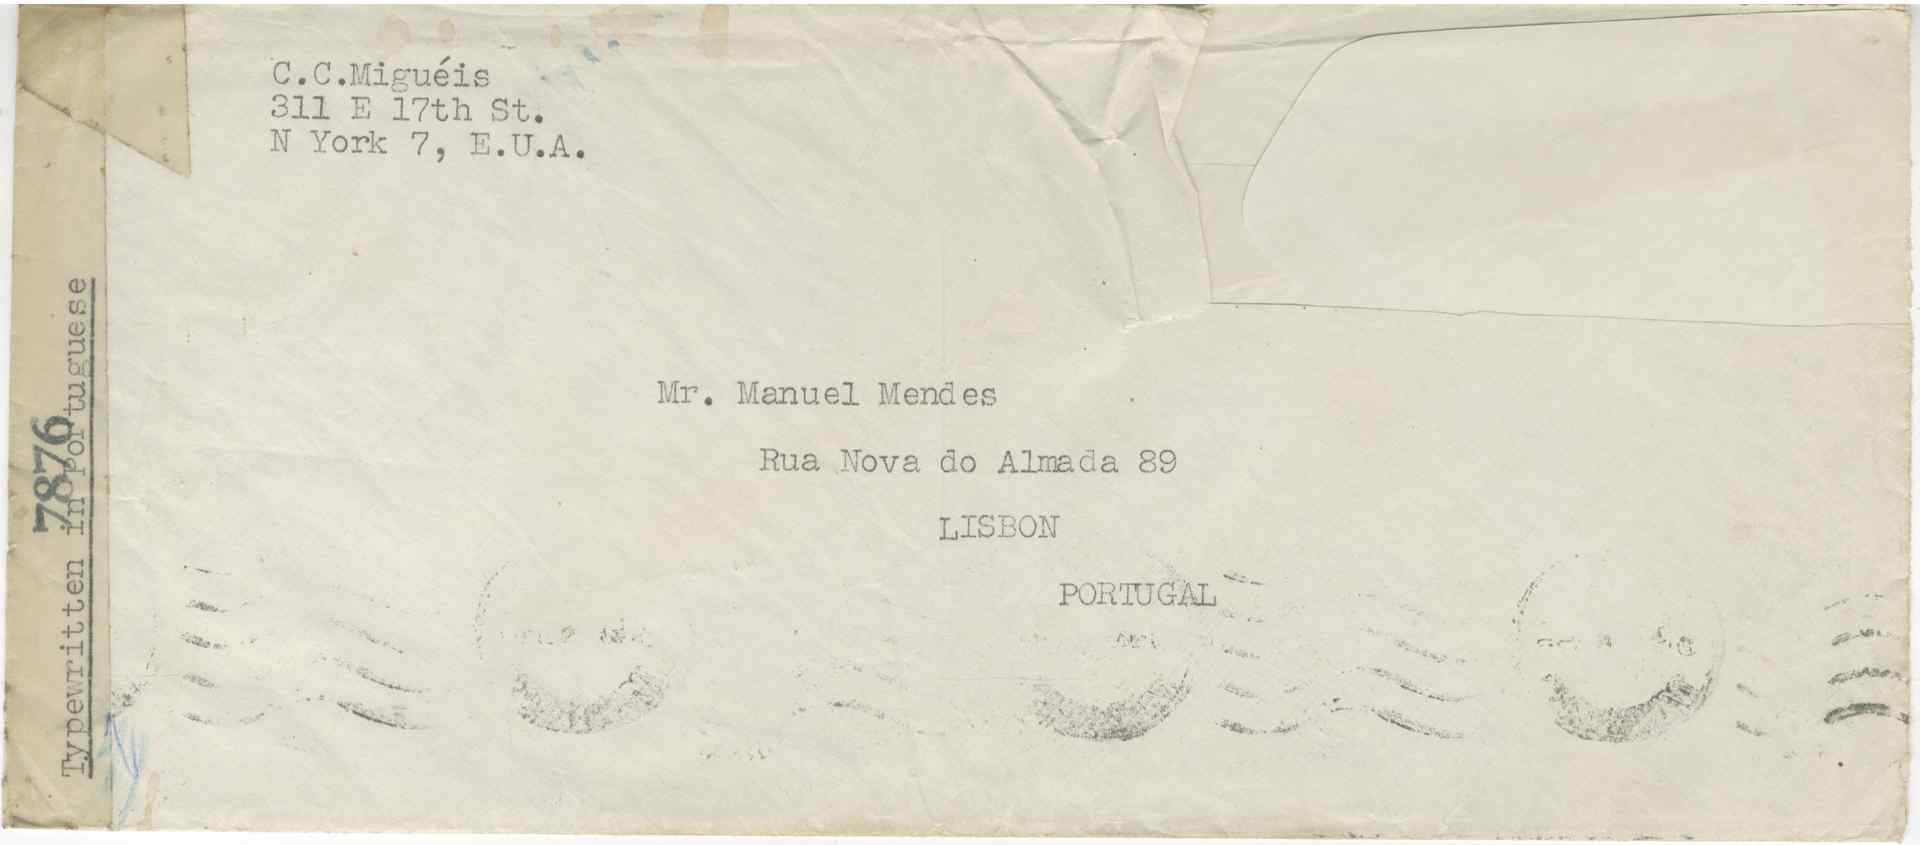 C.C.Miguéis
311 E 17th St.
N York 7, E.U.A.
Typewritten in Portuguese
7876
Mr. Manuel Mendes
Rua Nova do Almada 89
LISBON
PORTUGAL